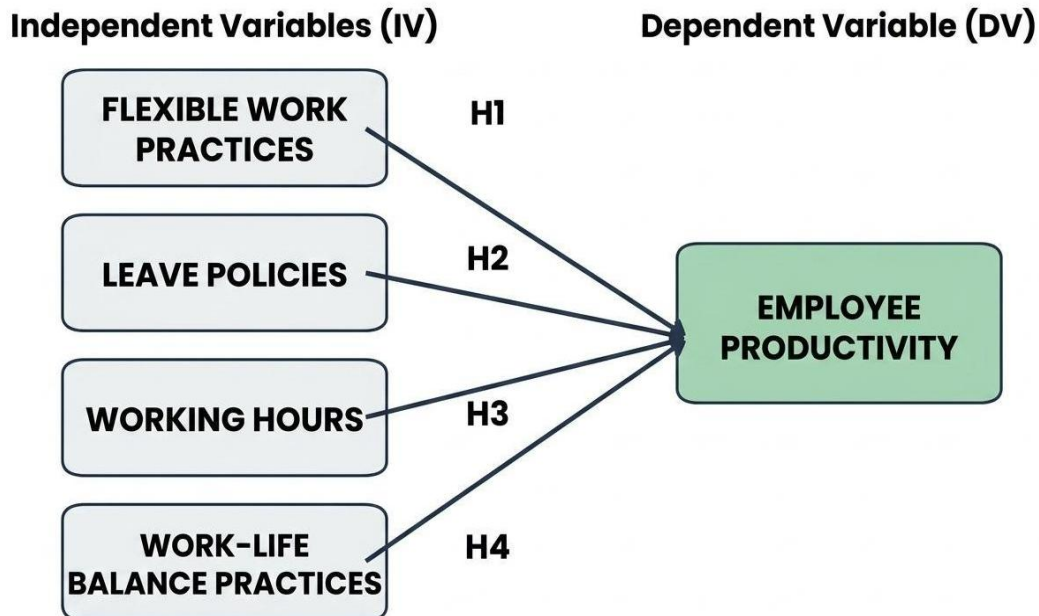 Independent Variables (IV)
Dependent Variable (DV)
FLEXIBLE WORK
PRACTICES
H1
LEAVE POLICIES
H2
WORKING HOURS
H3
WORK-LIFE
BALANCE PRACTICES
H4
EMPLOYEE
PRODUCTIVITY